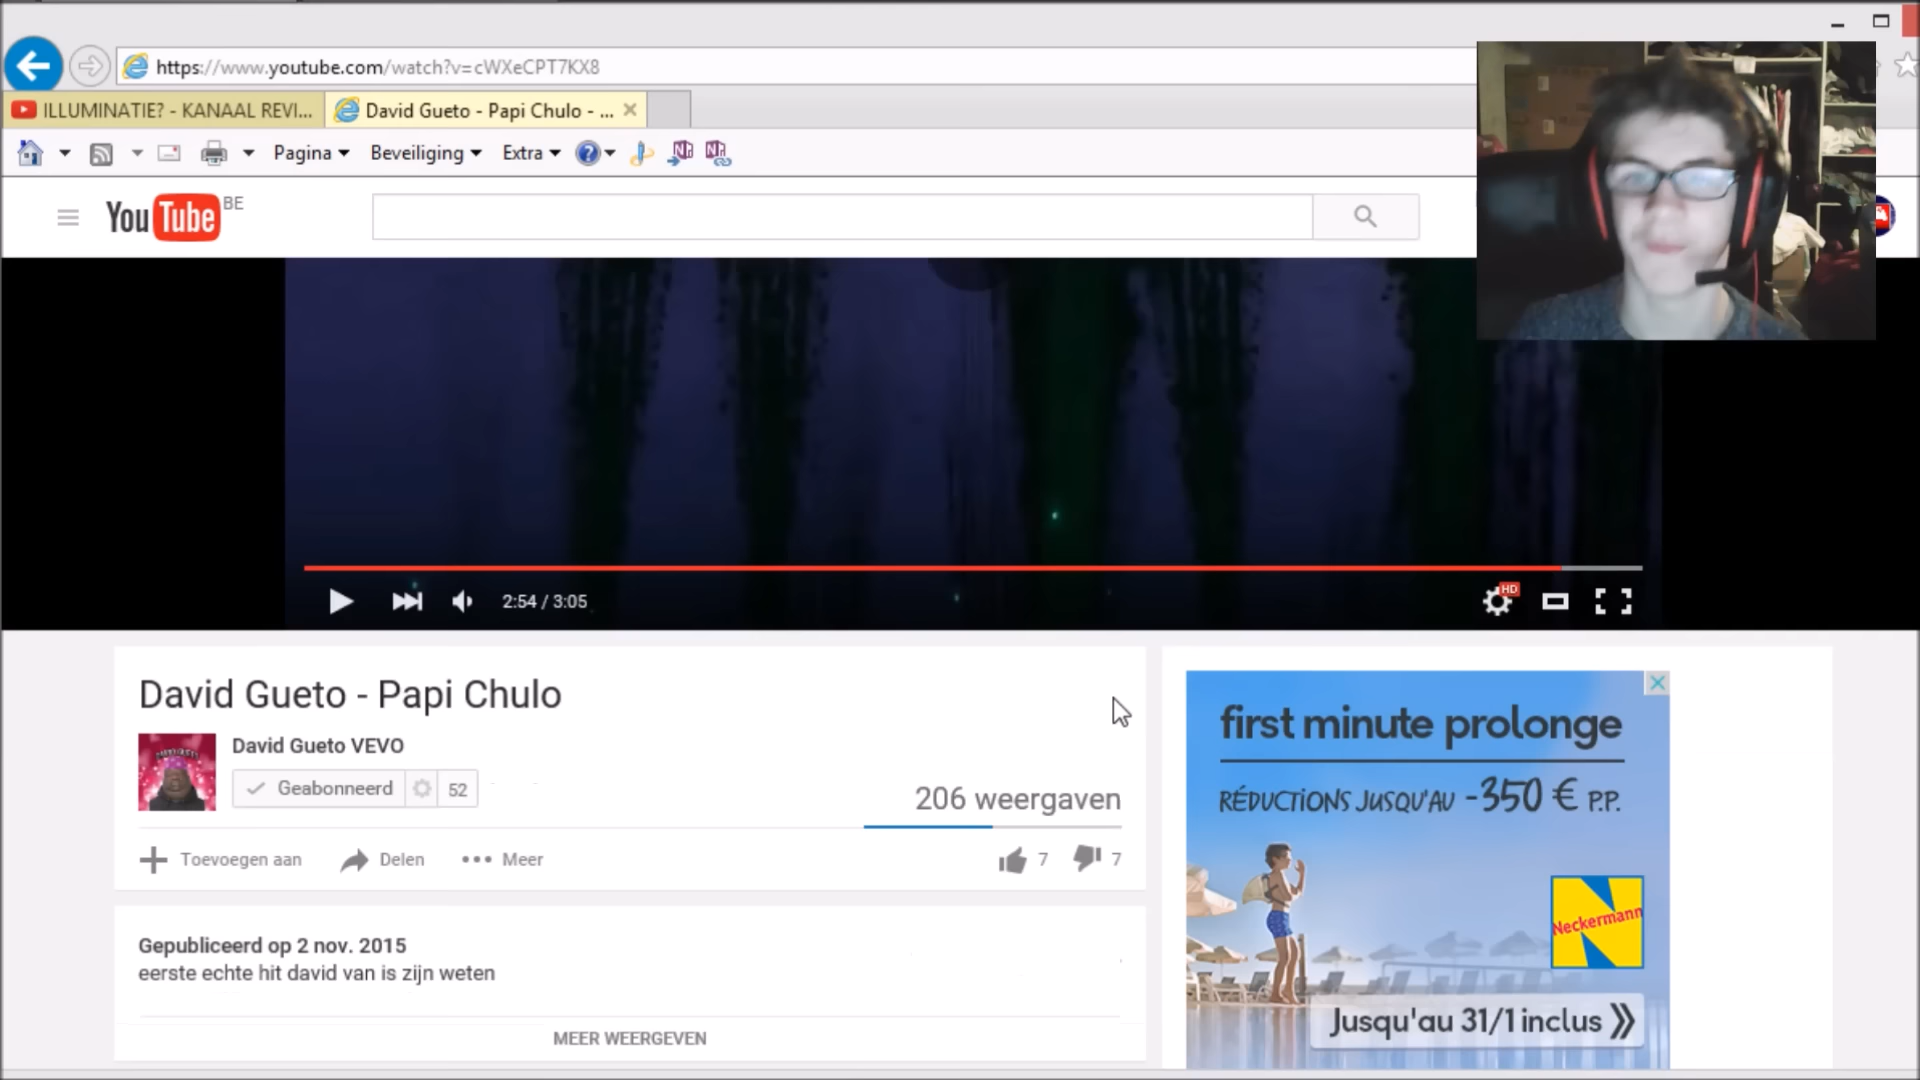 https://www.youtube.com/watch?v=cWXeCPT7KX8
ILLUMINATIE? - KANAAL REVI...
David Gueto - Papi Chulo - ...
Pagina
Beveiliging
Extra
YouTube BE
2:54 / 3:05
HD
David Gueto - Papi Chulo
David Gueto VEVO
Geabonneerd
52
206 weergaven
Toevoegen aan
Delen
Meer
7
7
Gepubliceerd op 2 nov. 2015
eerste echte hit david van is zijn weten
MEER WEERGEVEN
first minute prolonge
RÉDUCTIONS JUSQU'AU -350 € P.P.
Neckermann
Jusqu'au 31/1 inclus